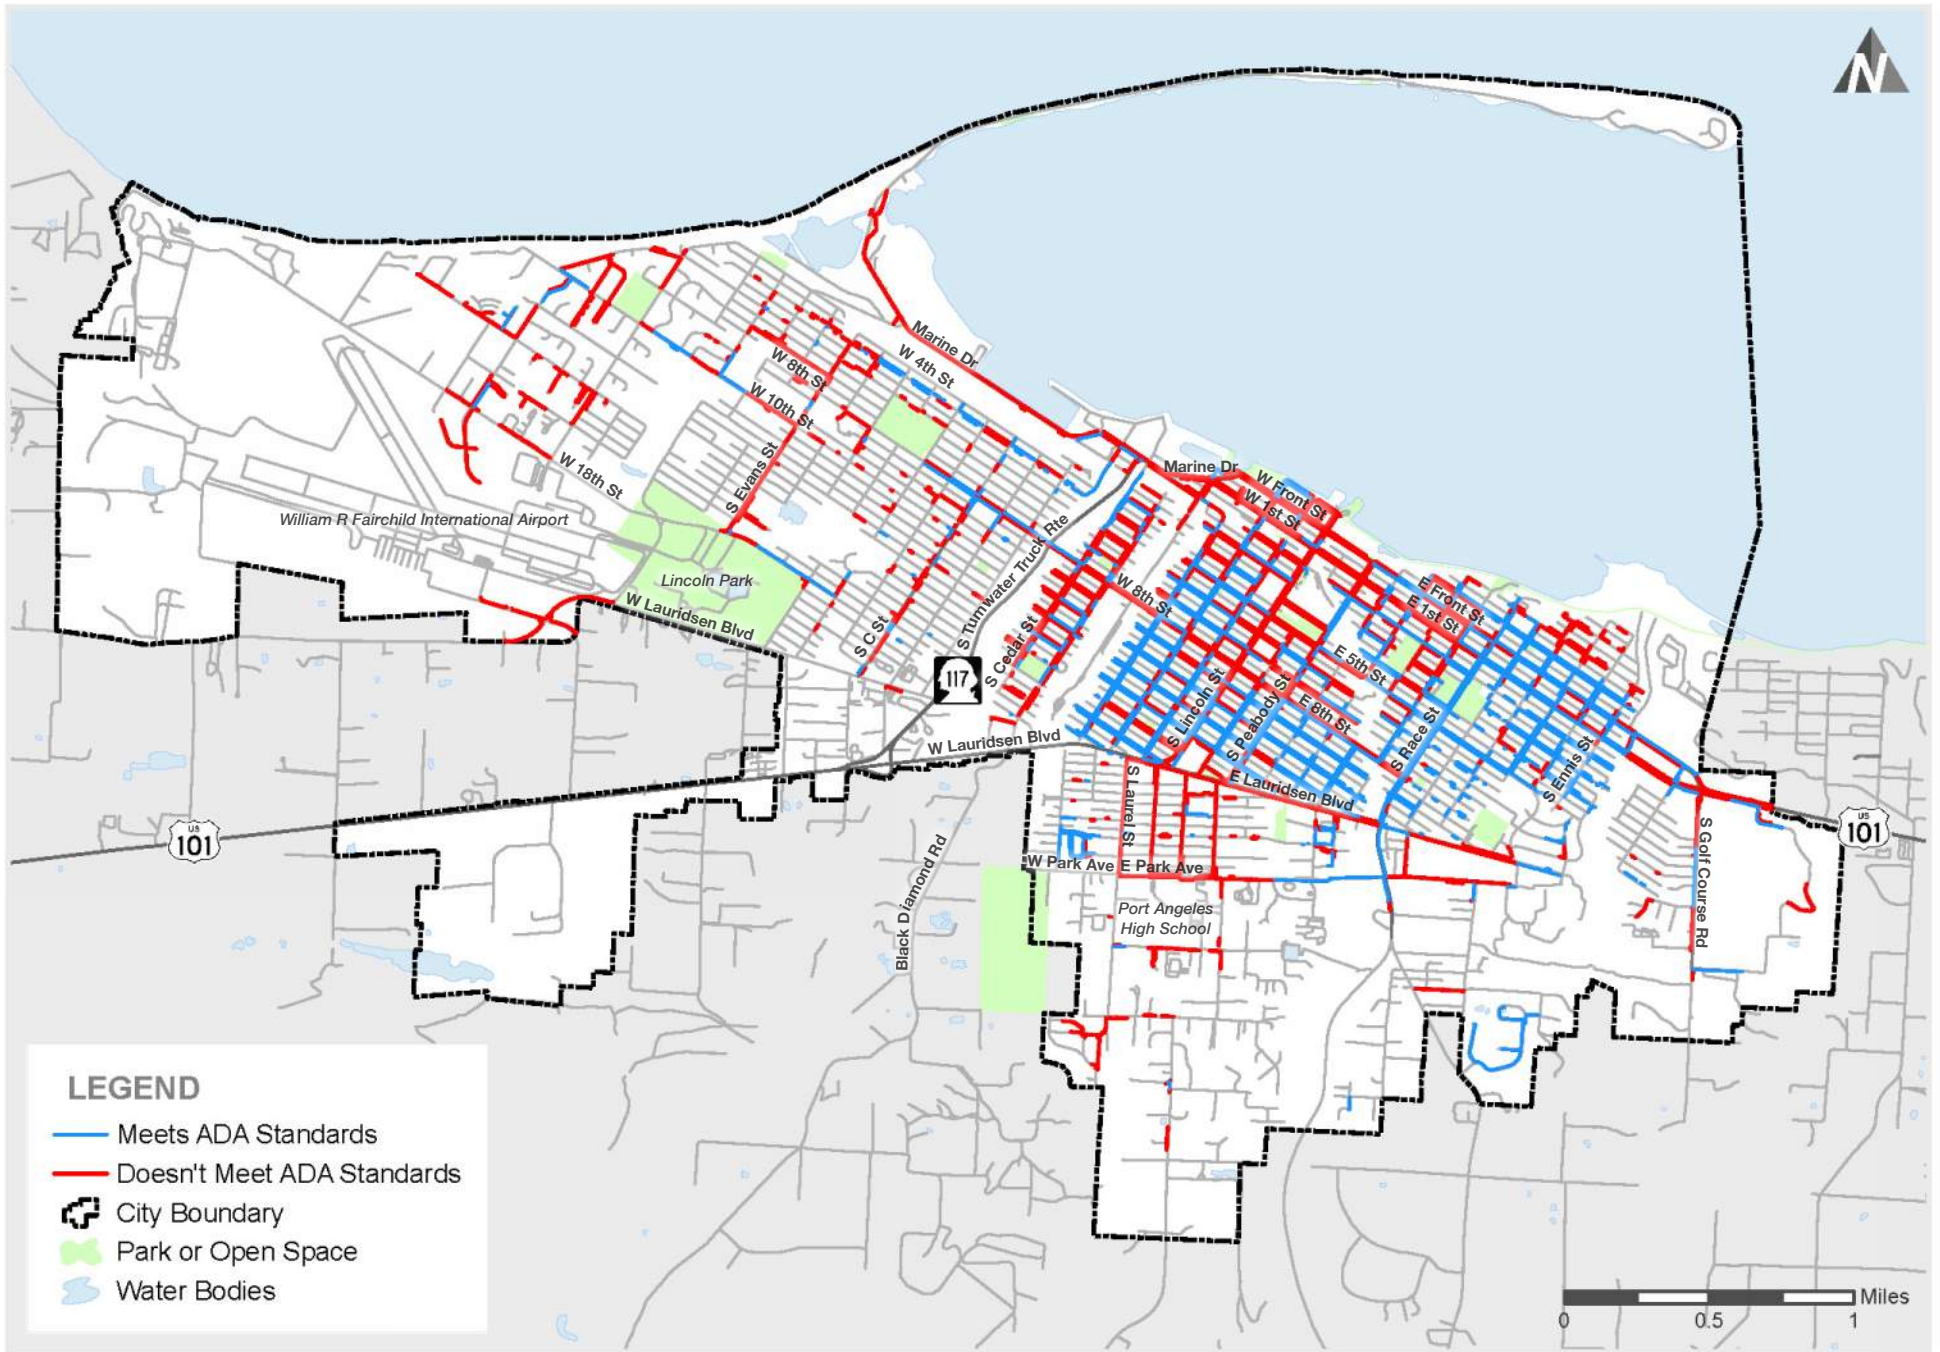 N
Marine Dr
W 4th St
W 8th St
W 10th St
W 18th St
S Evans St
William R Fairchild International Airport
Lincoln Park
W Lauridsen Blvd
S C St
S Tumwater Truck Rte
S Cedar St
117
Marine Dr
W Front St
W 1st St
W 8th St
E Front St
E 1st St
E 5th St
E 8th St
S Lincoln St
S Peabody St
S Race St
S Ennis St
W Lauridsen Blvd
E Lauridsen Blvd
S Laurel St
W Park Ave
E Park Ave
Port Angeles
High School
Black Diamond Rd
S Golf Course Rd
US
101
US
101
LEGEND
Meets ADA Standards
Doesn't Meet ADA Standards
City Boundary
Park or Open Space
Water Bodies
Miles
0 0.5 1